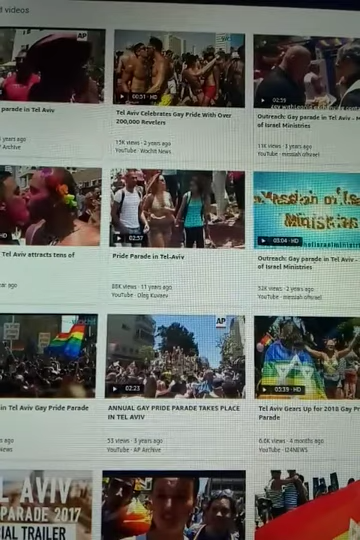 videos
AP
00:51 · HD
02:59
parade in Tel Aviv
Tel Aviv Celebrates Gay Pride With Over
200,000 Revelers
Outreach: Gay parade in Tel Aviv -
of Israel Ministries
years ago
Archive
15K views · 2 years ago
YouTube · Wochit News
11K views · 3 years ago
YouTube · messiah ofisrael
02:57
Messiah of Israel
Ministries
03:04 · HD
Tel Aviv attracts tens of
Pride Parade in Tel-Aviv
Outreach: Gay parade in Tel Aviv -
of Israel Ministries
ago
88K views · 11 years ago
YouTube · Oleg Kuvaev
52K views · 2 years ago
YouTube · messiah ofisrael
AP
02:23
05:39 · HD
in Tel Aviv Gay Pride Parade
ANNUAL GAY PRIDE PARADE TAKES PLACE
IN TEL AVIV
Tel Aviv Gears Up for 2018 Gay
Parade
ago
News
53 views · 3 years ago
YouTube · AP Archive
6.6K views · 4 months ago
YouTube · i24NEWS
L AVIV
PARADE 2017
IAL TRAILER